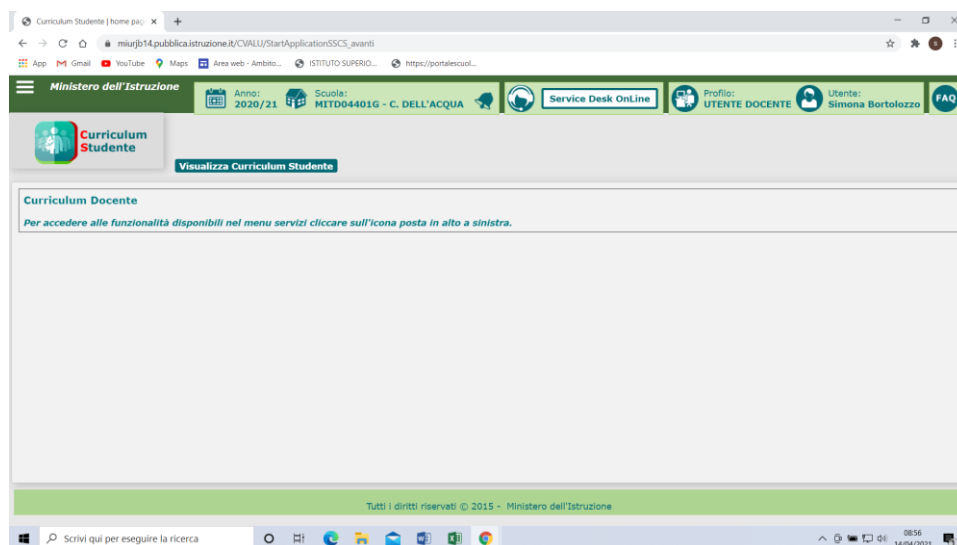 Curriculum Studente | home pag
miurjb14.pubblica.istruzione.it/CVALU/StartApplicationSSCS_avanti
App Gmail YouTube Maps Area web - Ambito... ISTITUTO SUPERIO... https://portalescuol...
Ministero dell'Istruzione
Anno:
2020/21
Scuola:
MITD04401G - C. DELL'ACQUA
Service Desk OnLine
Profilo:
UTENTE DOCENTE
Utente:
Simona Bortolozzo
FAQ
Curriculum
Studente
Visualizza Curriculum Studente
Curriculum Docente
Per accedere alle funzionalità disponibili nel menu servizi cliccare sull'icona posta in alto a sinistra.
Tutti i diritti riservati © 2015 - Ministero dell'Istruzione
Scrivi qui per eseguire la ricerca
08:56
14/04/2021